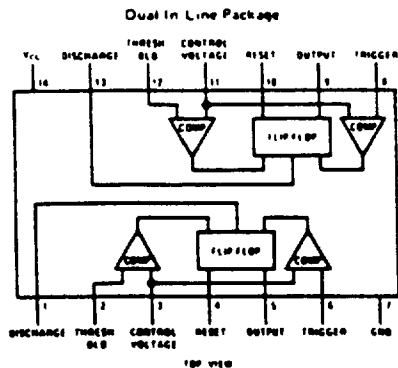 Dual In Line Package
VCC DISCHARGE THRESH OLD CONTROL VOLTAGE RESET OUTPUT TRIGGER
14 13 12 11 10 9 8
COMP FLIP FLOP COMP
COMP FLIP FLOP COMP
1 2 3 4 5 6 7
DISCHARGE THRESH OLD CONTROL VOLTAGE RESET OUTPUT TRIGGER GND
TOP VIEW